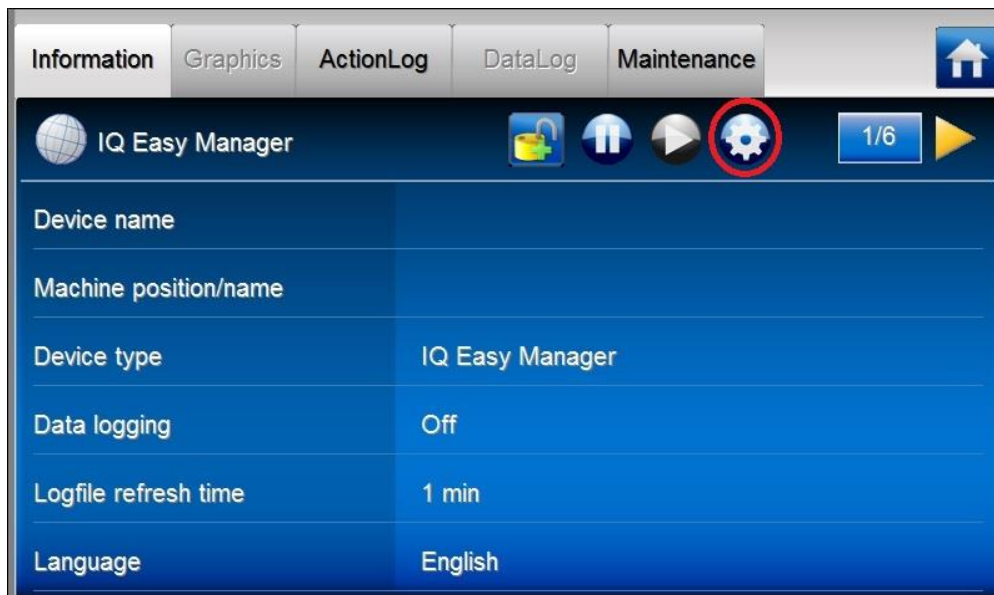 Information Graphics ActionLog DataLog Maintenance
IQ Easy Manager 1/6
Device name
Machine position/name
Device type IQ Easy Manager
Data logging Off
Logfile refresh time 1 min
Language English